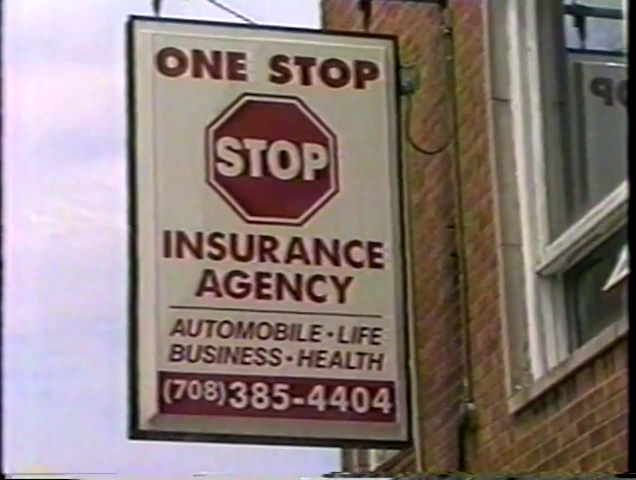 ONE STOP
STOP
INSURANCE
AGENCY
AUTOMOBILE • LIFE
BUSINESS • HEALTH
(708) 385-4404